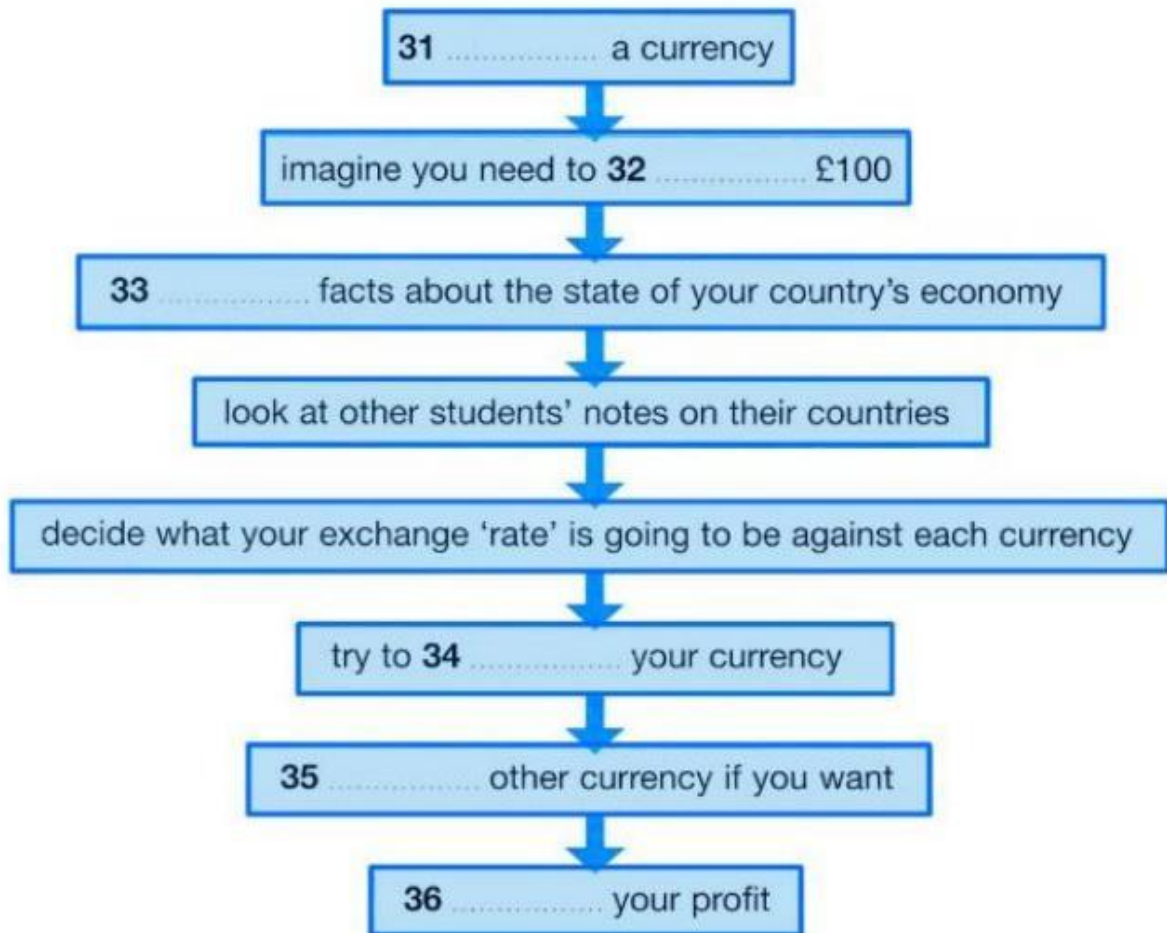 31 ................ a currency
imagine you need to 32 ................ £100
33 ................ facts about the state of your country's economy
look at other students' notes on their countries
decide what your exchange 'rate' is going to be against each currency
try to 34 ................ your currency
35 ................ other currency if you want
36 ................ your profit